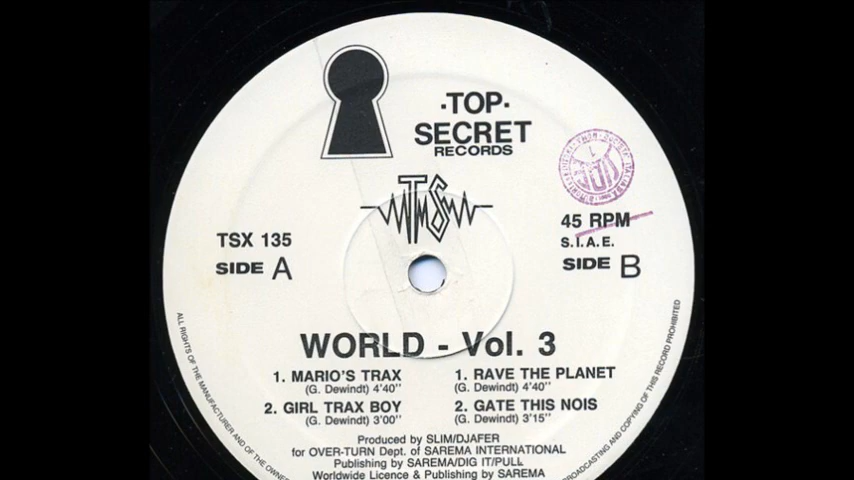 ·TOP·
SECRET
RECORDS
TMS
45 RPM
S.I.A.E.
TSX 135
SIDE A
SIDE B
WORLD - Vol. 3
1. MARIO'S TRAX
(G. Dewindt) 4'40''
2. GIRL TRAX BOY
(G. Dewindt) 3'00''
1. RAVE THE PLANET
(G. Dewindt) 4'40''
2. GATE THIS NOIS
(G. Dewindt) 3'15''
Produced by SLIM/DJAFER
for OVER-TURN Dept. of SAREMA INTERNATIONAL
Publishing by SAREMA/DIG IT/PULL
Worldwide Licence & Publishing by SAREMA
ALL RIGHTS OF THE MANUFACTURER AND OF THE OWNER
BROADCASTING AND COPYING OF THIS RECORD PROHIBITED